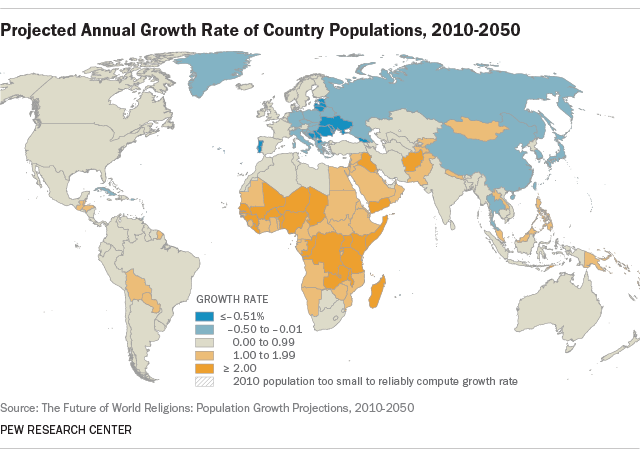 Projected Annual Growth Rate of Country Populations, 2010-2050
GROWTH RATE
≤−0.51%
−0.50 to −0.01
0.00 to 0.99
1.00 to 1.99
≥ 2.00
2010 population too small to reliably compute growth rate
Source: The Future of World Religions: Population Growth Projections, 2010-2050
PEW RESEARCH CENTER